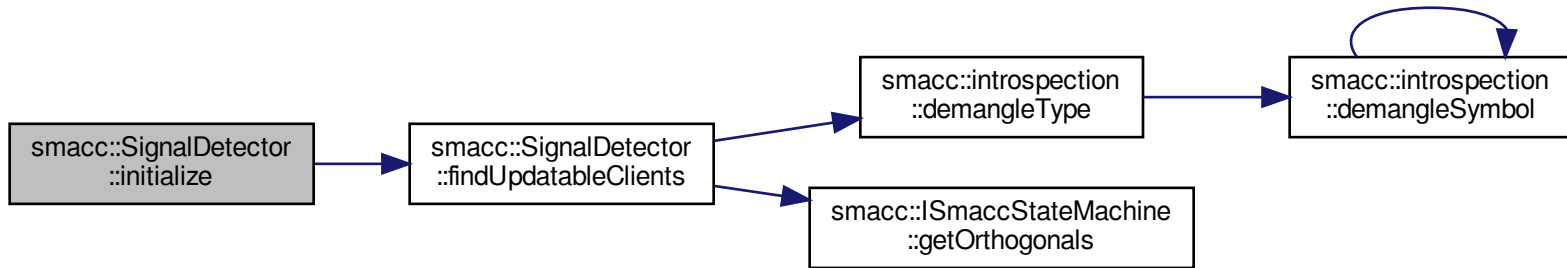 smacc::SignalDetector
::initialize
smacc::SignalDetector
::findUpdatableClients
smacc::introspection
::demangleType
smacc::introspection
::demangleSymbol
smacc::ISmaccStateMachine
::getOrthogonals